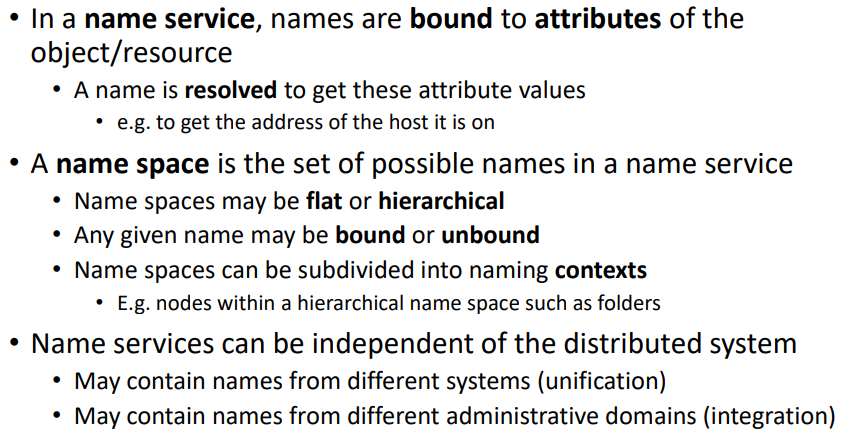 • In a name service, names are bound to attributes of the
object/resource
• A name is resolved to get these attribute values
• e.g. to get the address of the host it is on
• A name space is the set of possible names in a name service
• Name spaces may be flat or hierarchical
• Any given name may be bound or unbound
• Name spaces can be subdivided into naming contexts
• E.g. nodes within a hierarchical name space such as folders
• Name services can be independent of the distributed system
• May contain names from different systems (unification)
• May contain names from different administrative domains (integration)